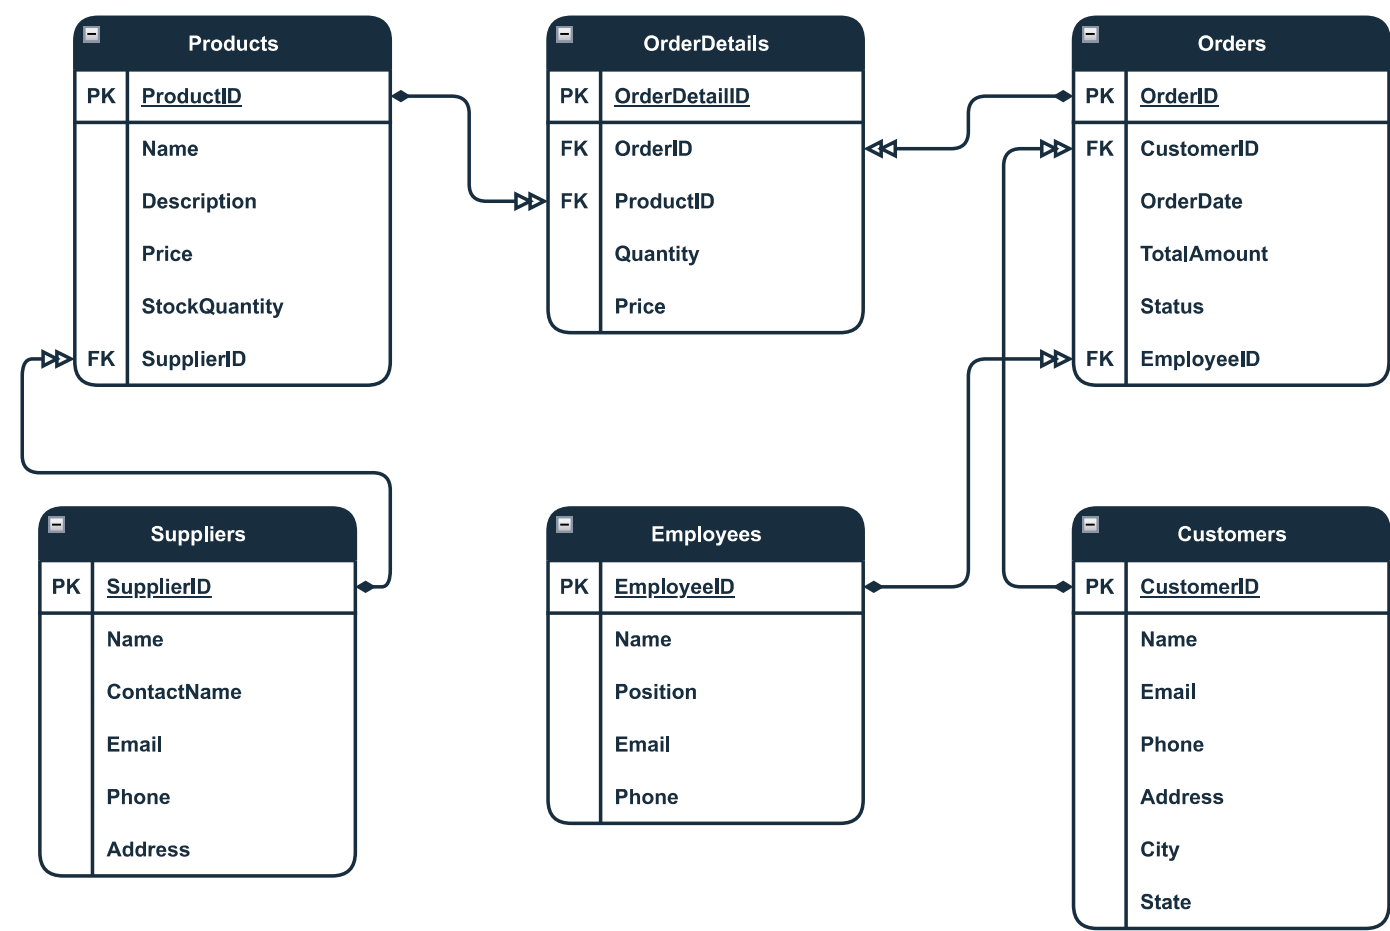 Products
PK ProductID
Name
Description
Price
StockQuantity
FK SupplierID
OrderDetails
PK OrderDetailID
FK OrderID
FK ProductID
Quantity
Price
Orders
PK OrderID
FK CustomerID
OrderDate
TotalAmount
Status
FK EmployeeID
Suppliers
PK SupplierID
Name
ContactName
Email
Phone
Address
Employees
PK EmployeeID
Name
Position
Email
Phone
Customers
PK CustomerID
Name
Email
Phone
Address
City
State